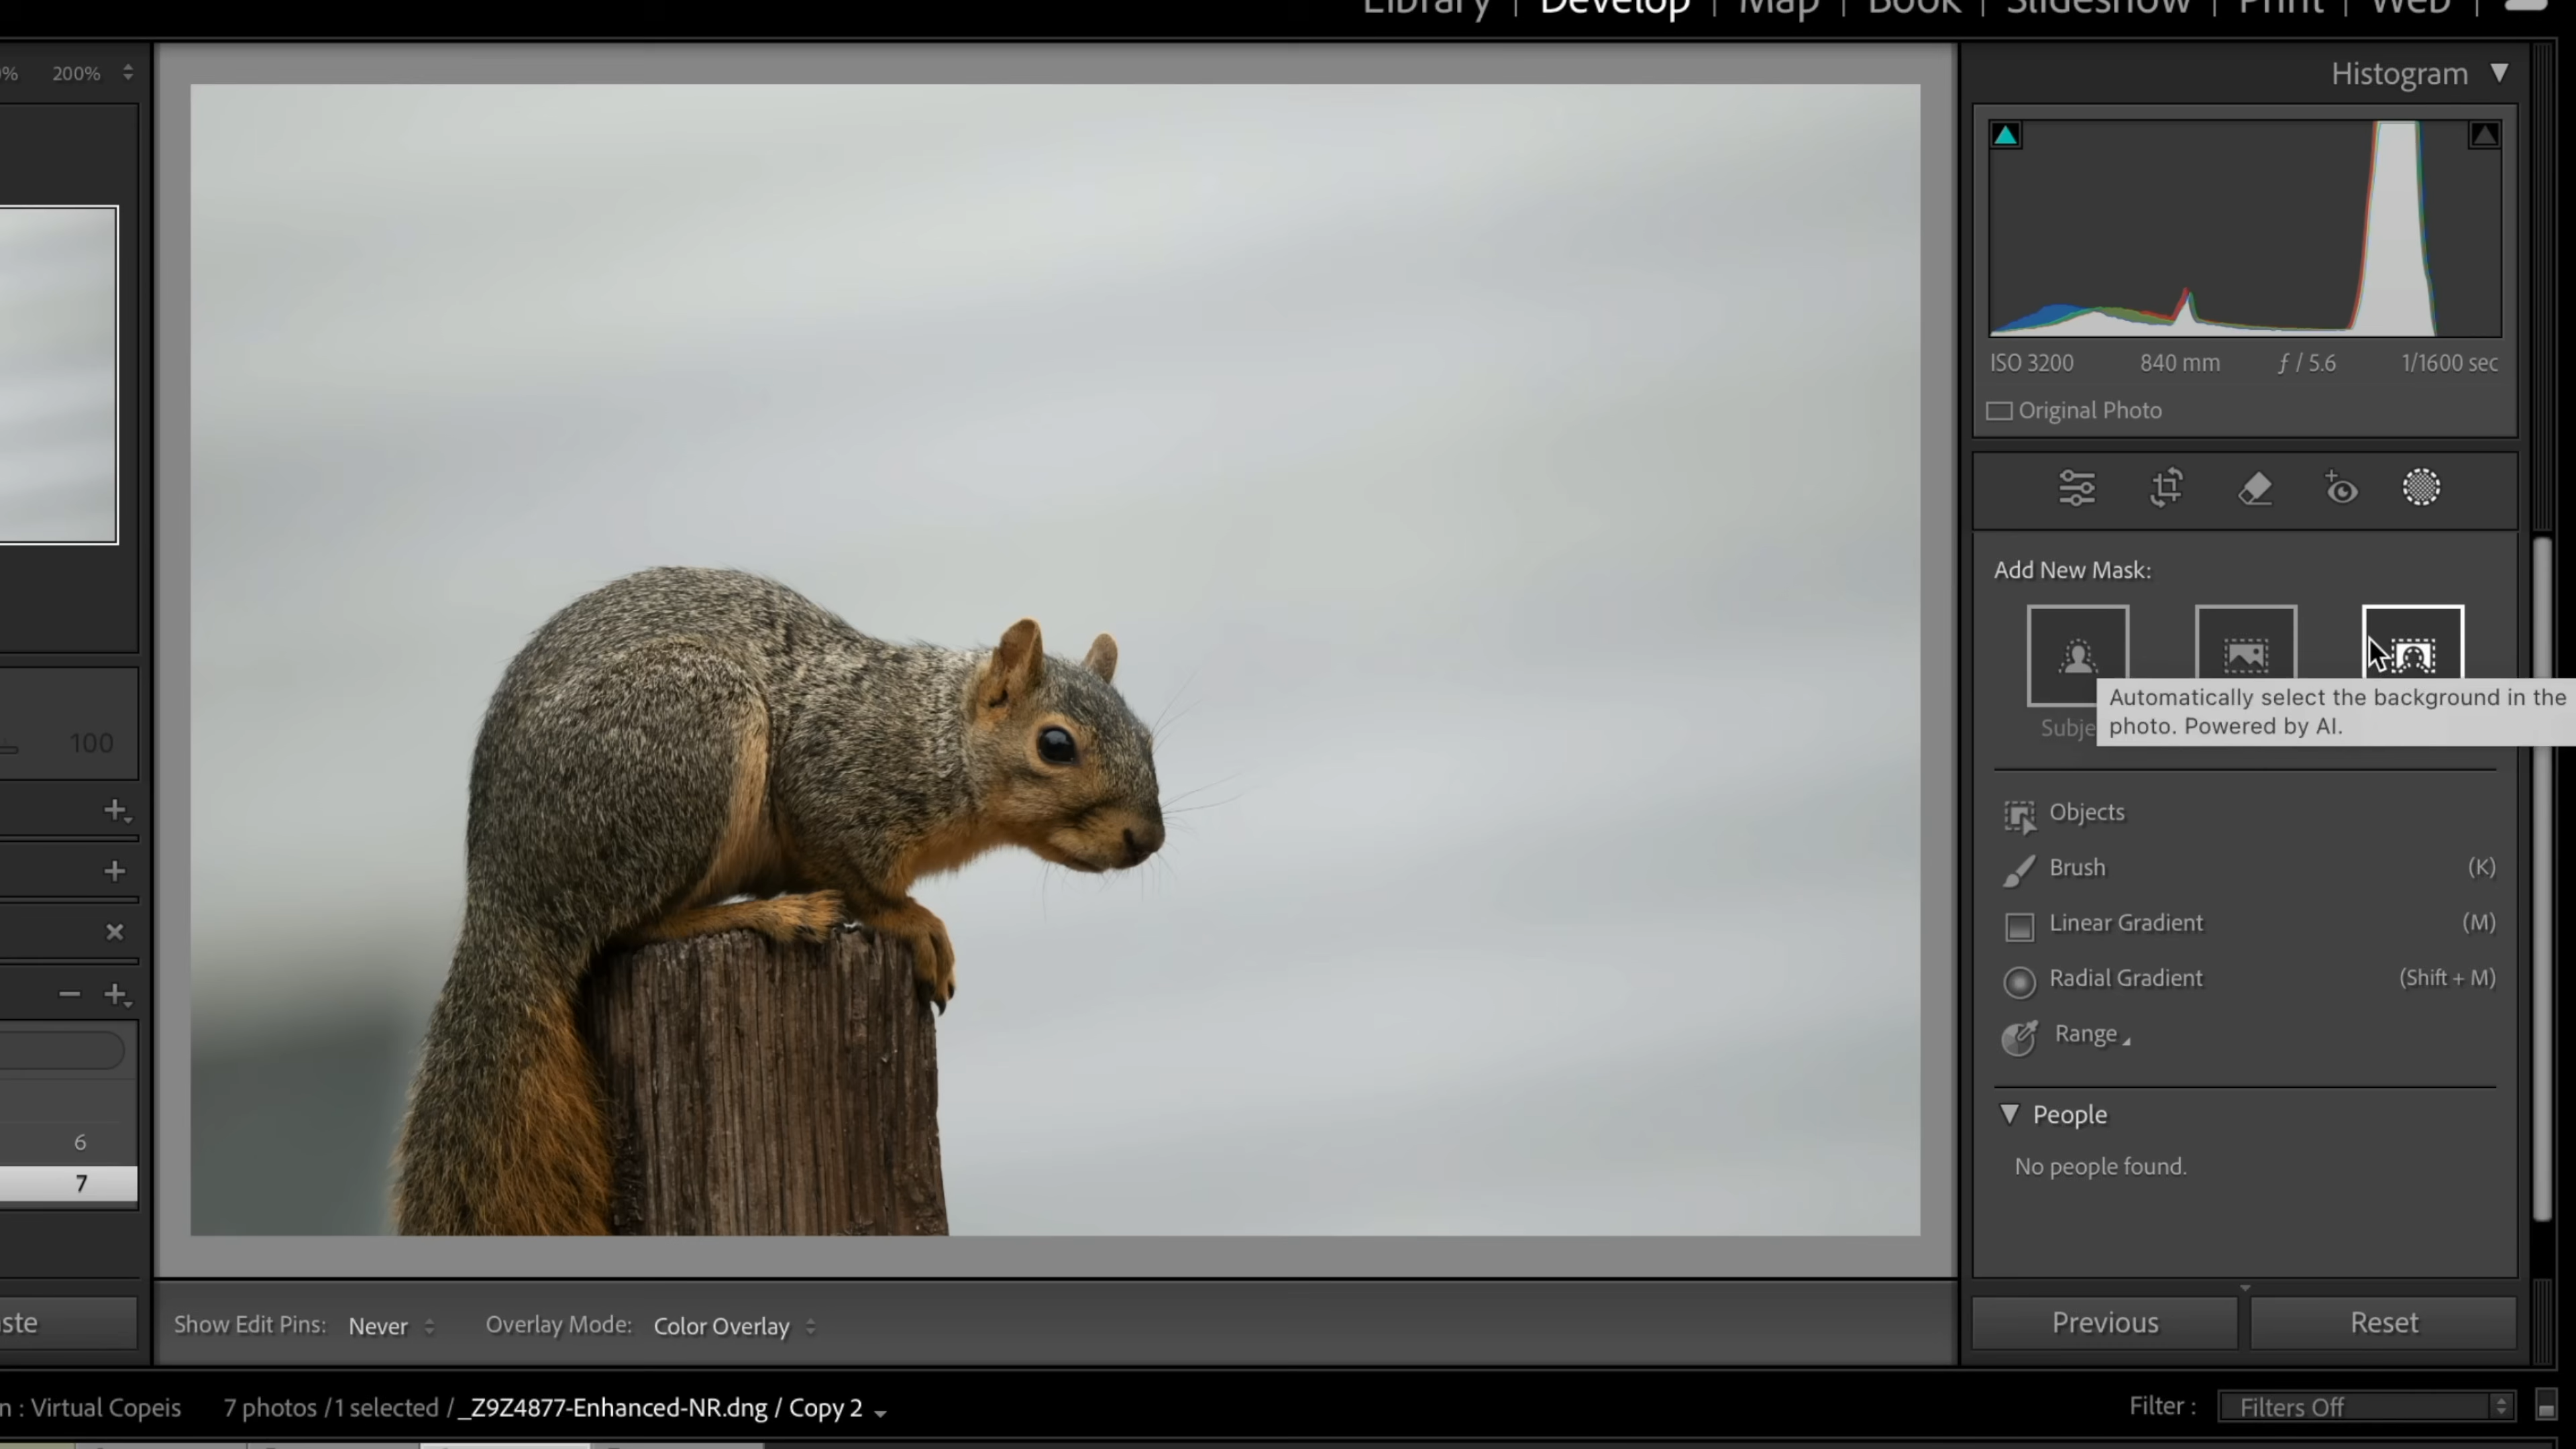 Library | Develop | Map | Book | Slideshow | Print | Web |
% 200%
Histogram
ISO 3200 840 mm ƒ / 5.6 1/1600 sec
Original Photo
Add New Mask:
Automatically select the background in the
photo. Powered by AI.
Subje
100
Objects
Brush (K)
Linear Gradient (M)
Radial Gradient (Shift + M)
Range
People
No people found.
6
7
ste
Show Edit Pins: Never Overlay Mode: Color Overlay
Previous Reset
n : Virtual Copeis 7 photos /1 selected /_Z9Z4877-Enhanced-NR.dng / Copy 2
Filter : Filters Off